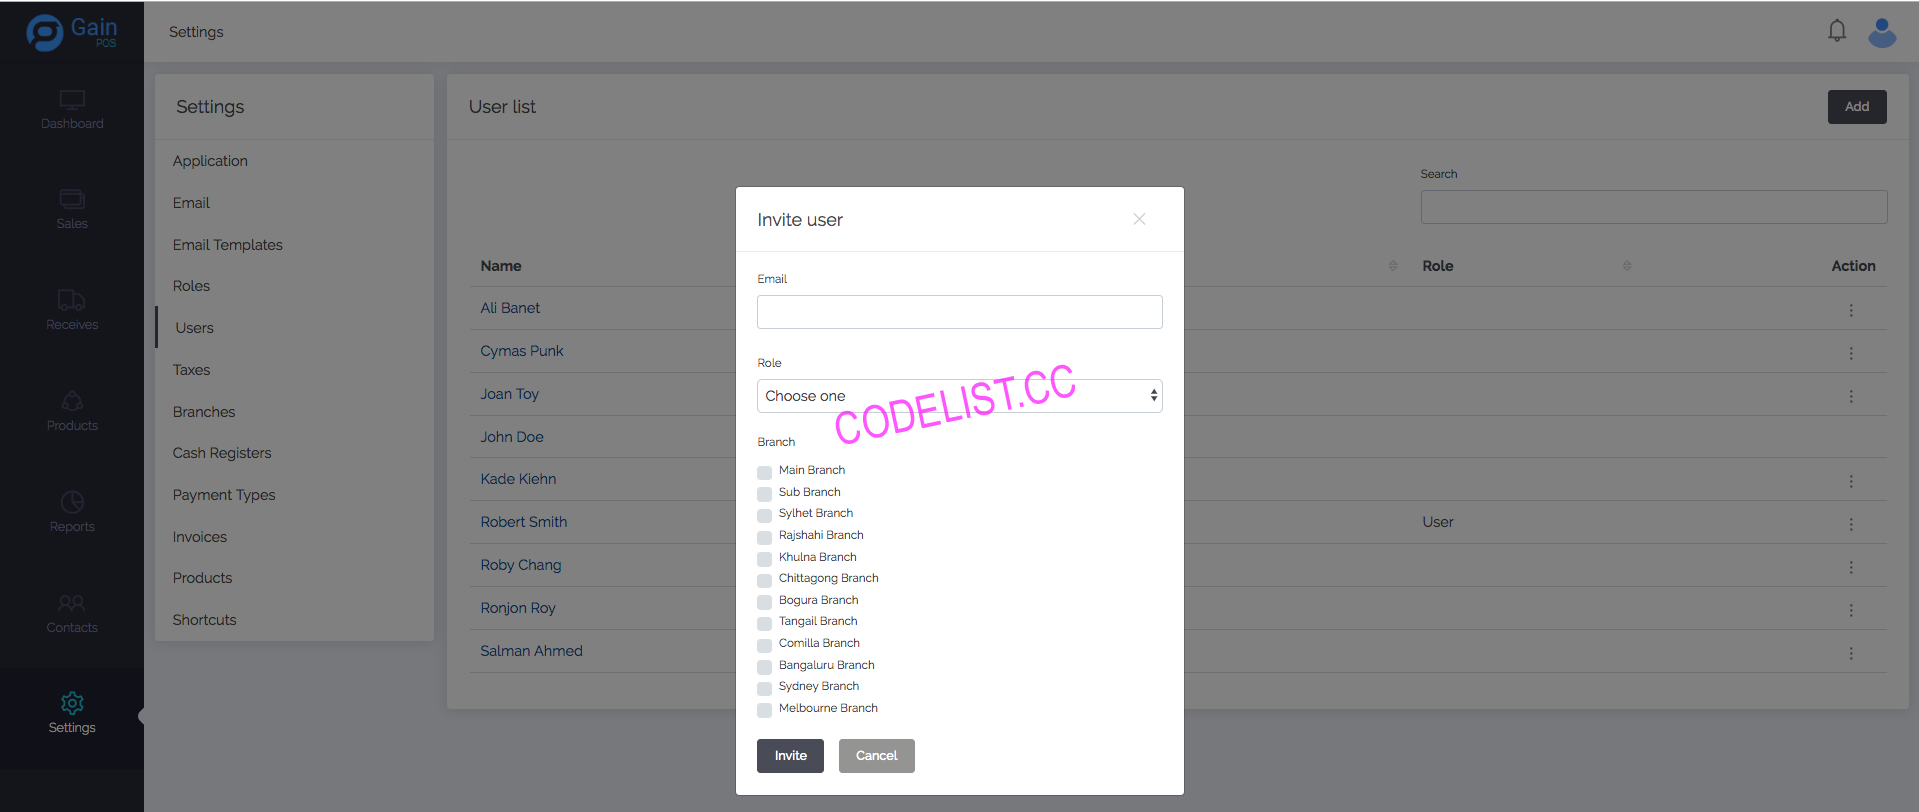 Gain
POS
Settings
Dashboard
Sales
Receives
Products
Reports
Contacts
Settings
Settings
Application
Email
Email Templates
Roles
Users
Taxes
Branches
Cash Registers
Payment Types
Invoices
Products
Shortcuts
User list
Add
Search
Name
Role
Action
Ali Banet
Cymas Punk
Joan Toy
John Doe
Kade Kiehn
Robert Smith
User
Roby Chang
Ronjon Roy
Salman Ahmed
Invite user
Email
Role
Choose one
CODELIST.CC
Branch
Main Branch
Sub Branch
Sylhet Branch
Rajshahi Branch
Khulna Branch
Chittagong Branch
Bogura Branch
Tangail Branch
Comilla Branch
Bangaluru Branch
Sydney Branch
Melbourne Branch
Invite
Cancel